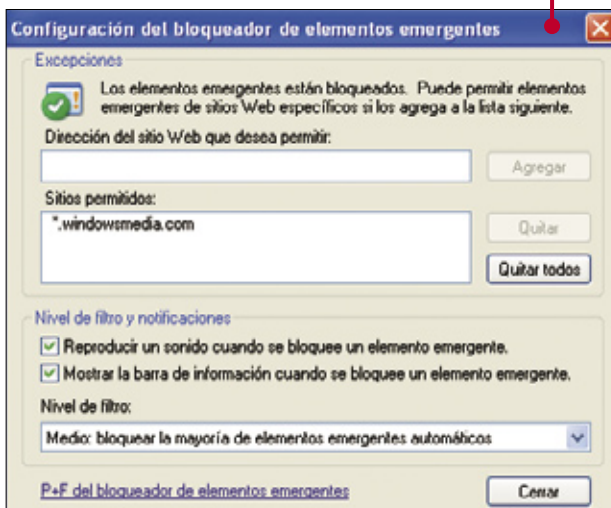 Configuración del bloqueador de elementos emergentes
Excepciones
Los elementos emergentes están bloqueados. Puede permitir elementos
emergentes de sitios Web específicos si los agrega a la lista siguiente.
Dirección del sitio Web que desea permitir:
Agregar
Sitios permitidos:
*.windowsmedia.com
Quitar
Quitar todos
Nivel de filtro y notificaciones
Reproducir un sonido cuando se bloquee un elemento emergente.
Mostrar la barra de información cuando se bloquee un elemento emergente.
Nivel de filtro:
Medio: bloquear la mayoría de elementos emergentes automáticos
P+F del bloqueador de elementos emergentes
Cerrar